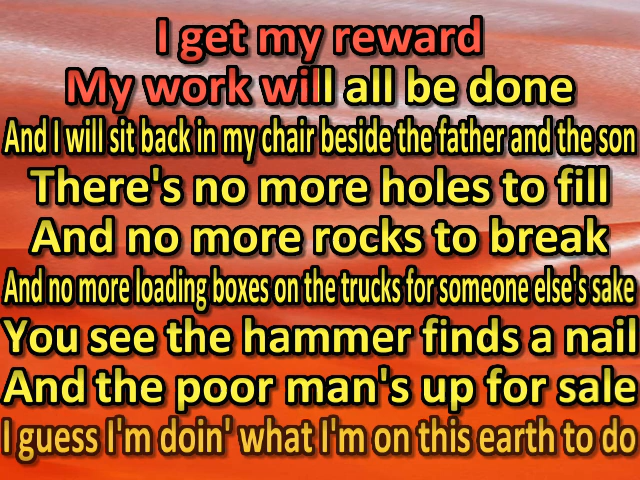 I get my reward
My work will all be done
And I will sit back in my chair beside the father and the son
There's no more holes to fill
And no more rocks to break
And no more loading boxes on the trucks for someone else's sake
You see the hammer finds a nail
And the poor man's up for sale
I guess I'm doin' what I'm on this earth to do